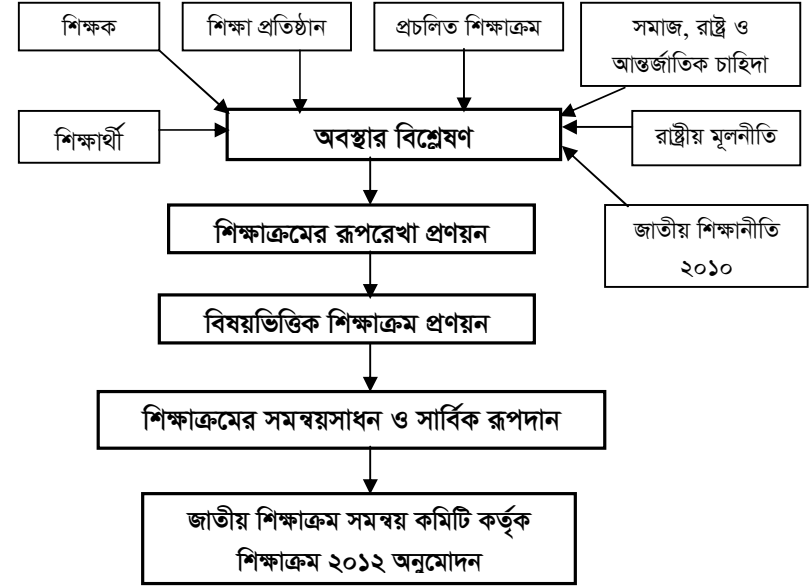 শিক্ষক
শিক্ষা প্রতিষ্ঠান
প্রচলিত শিক্ষাক্রম
সমাজ, রাষ্ট্র ও
আন্তর্জাতিক চাহিদা
শিক্ষার্থী
অবস্থার বিশ্লেষণ
রাষ্ট্রীয় মূলনীতি
শিক্ষাক্রমের রূপরেখা প্রণয়ন
জাতীয় শিক্ষানীতি
২০১০
বিষয়ভিত্তিক শিক্ষাক্রম প্রণয়ন
শিক্ষাক্রমের সমন্বয়সাধন ও সার্বিক রূপদান
জাতীয় শিক্ষাক্রম সমন্বয় কমিটি কর্তৃক
শিক্ষাক্রম ২০১২ অনুমোদন